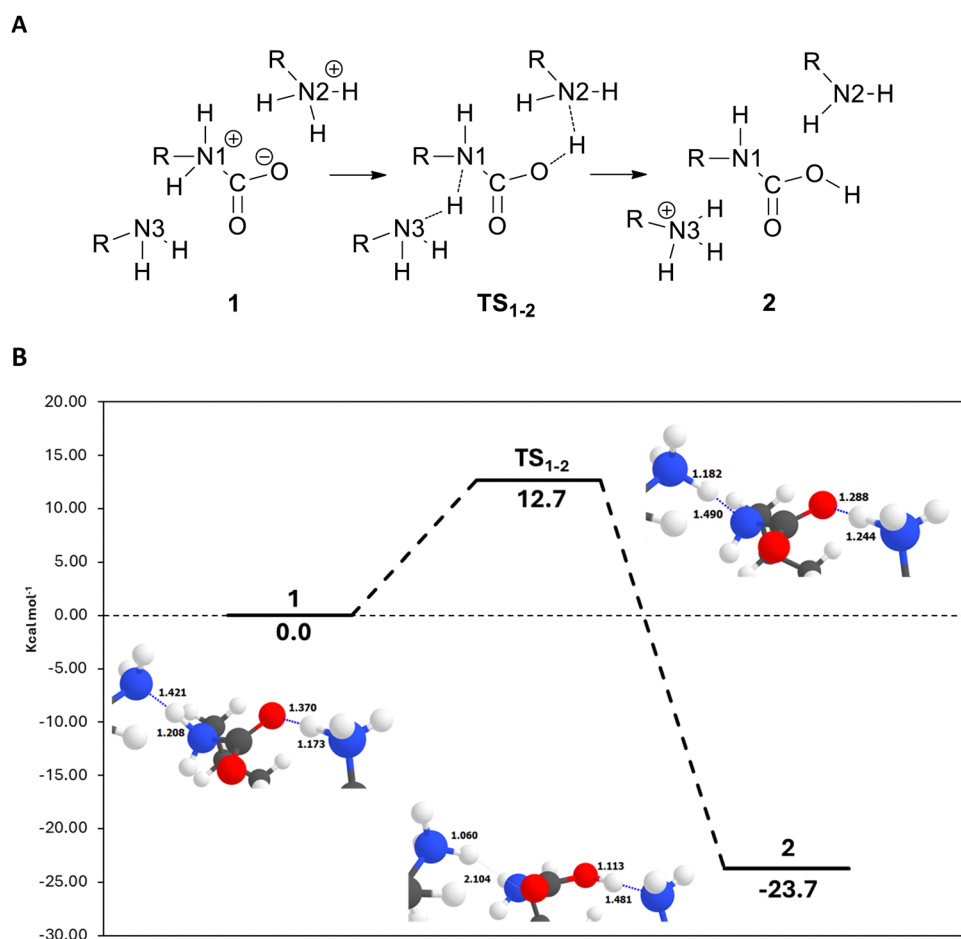 A
R
⊕
N2-H
H
H
H
R
N1
⊕
⊖
H
C
O
O
R
N3
H
H
R
N2-H
H
H
H
R
N1
C
O
H
O
R
N3
H
H
R
N2-H
H
H
R
N1
C
O
H
O
⊕
H
R
N3
H
H
1
TS1-2
2
B
Kcal mol-1
20.00
15.00
10.00
5.00
0.00
-5.00
-10.00
-15.00
-20.00
-25.00
-30.00
TS1-2
12.7
1.182
1.490
1.288
1.244
1
0.0
1.421
1.208
1.370
1.173
1.060
2.104
1.113
1.481
2
-23.7